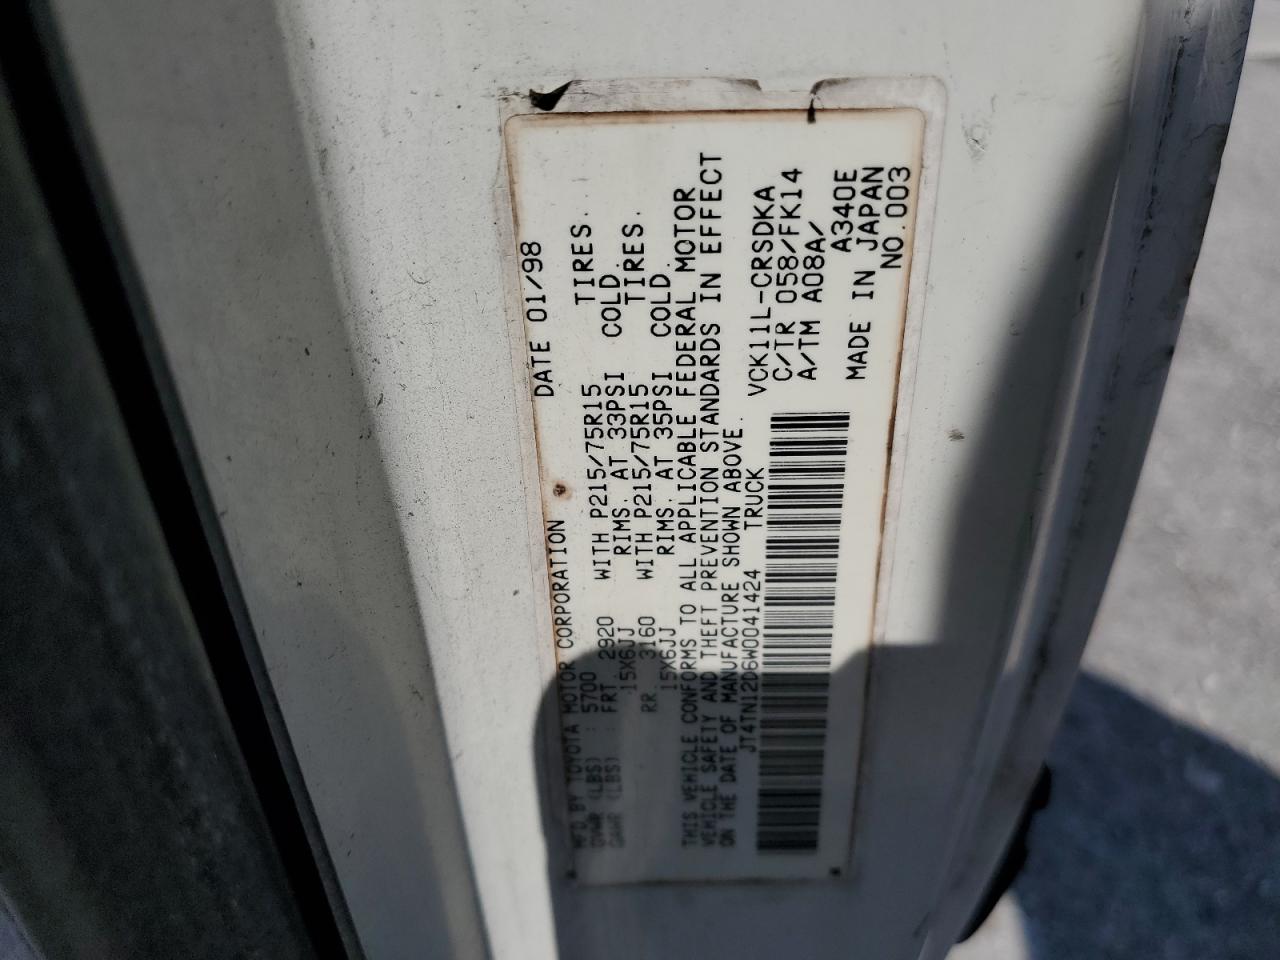 MFD BY TOYOTA MOTOR CORPORATION DATE 01/98
GVWR (LBS) : 5700 WITH P215/75R15 TIRES.
GAWR (LBS) : FRT. 2920 RIMS. AT 33PSI COLD.
15X6JJ
RR. 3160 WITH P215/75R15 TIRES.
15X6JJ RIMS. AT 35PSI COLD.
THIS VEHICLE CONFORMS TO ALL APPLICABLE FEDERAL MOTOR
VEHICLE SAFETY AND THEFT PREVENTION STANDARDS IN EFFECT
ON THE DATE OF MANUFACTURE SHOWN ABOVE.
JT4TN12D6W0041424 TRUCK
VCK11L-CRSDKA
C/TR 058/FK14
A/TM A08A/
A340E
MADE IN JAPAN
NO.003